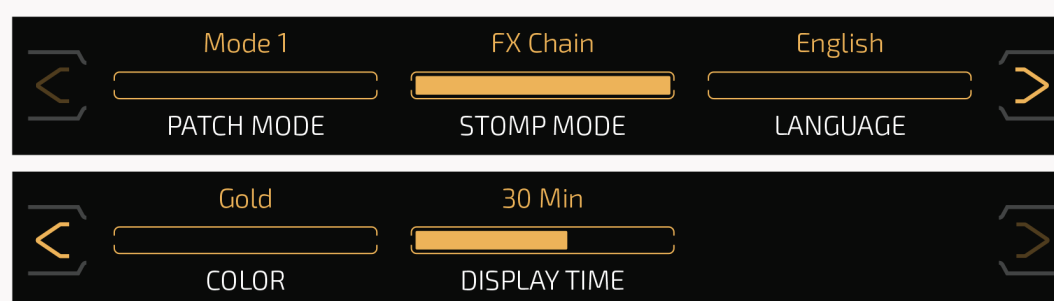 Mode 1 FX Chain English
PATCH MODE STOMP MODE LANGUAGE
Gold 30 Min
COLOR DISPLAY TIME